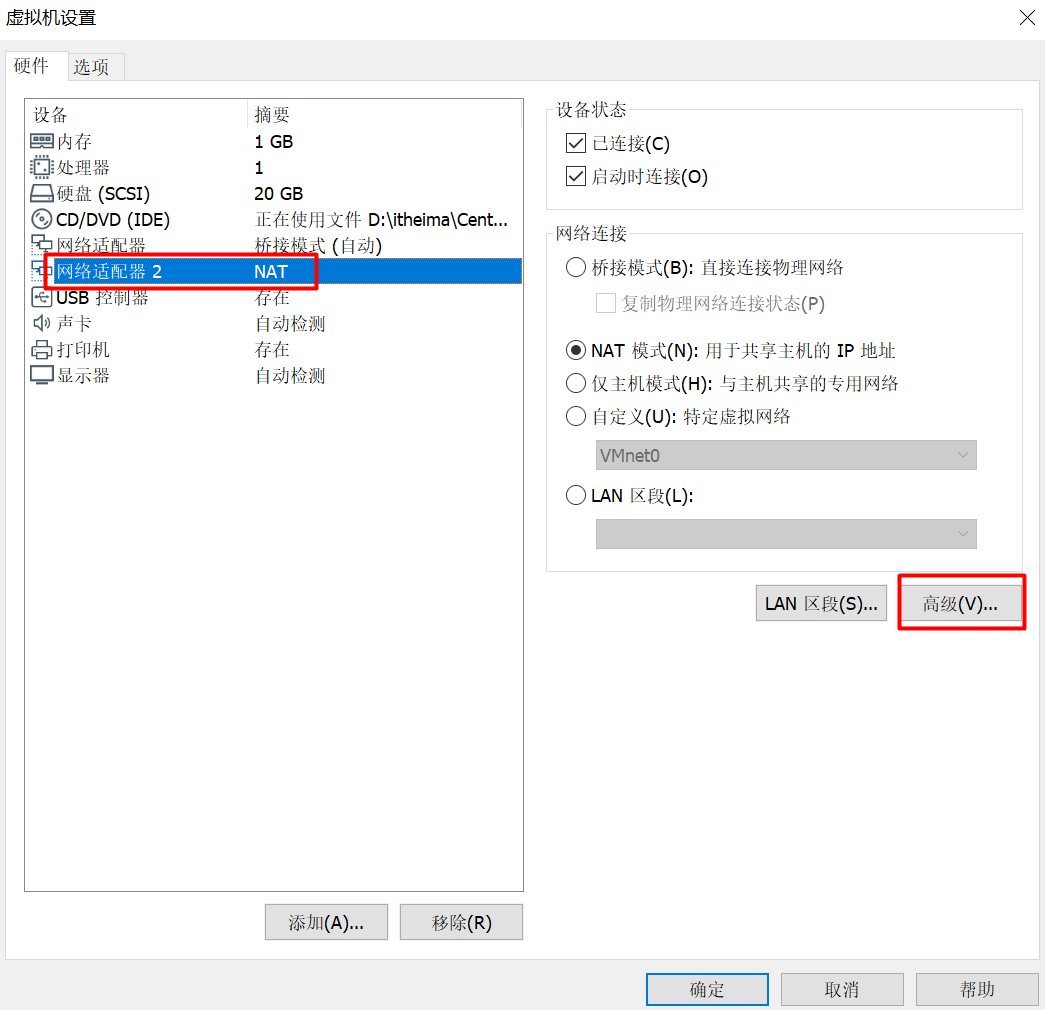 虚拟机设置
硬件 选项
设备 摘要
内存 1 GB
处理器 1
硬盘 (SCSI) 20 GB
CD/DVD (IDE) 正在使用文件 D:\itheima\Cent...
网络适配器 桥接模式 (自动)
网络适配器 2 NAT
USB 控制器 存在
声卡 自动检测
打印机 存在
显示器 自动检测
添加(A)... 移除(R)
设备状态
已连接(C)
启动时连接(O)
网络连接
桥接模式(B): 直接连接物理网络
复制物理网络连接状态(P)
NAT 模式(N): 用于共享主机的 IP 地址
仅主机模式(H): 与主机共享的专用网络
自定义(U): 特定虚拟网络
VMnet0
LAN 区段(L):
LAN 区段(S)... 高级(V)...
确定 取消 帮助